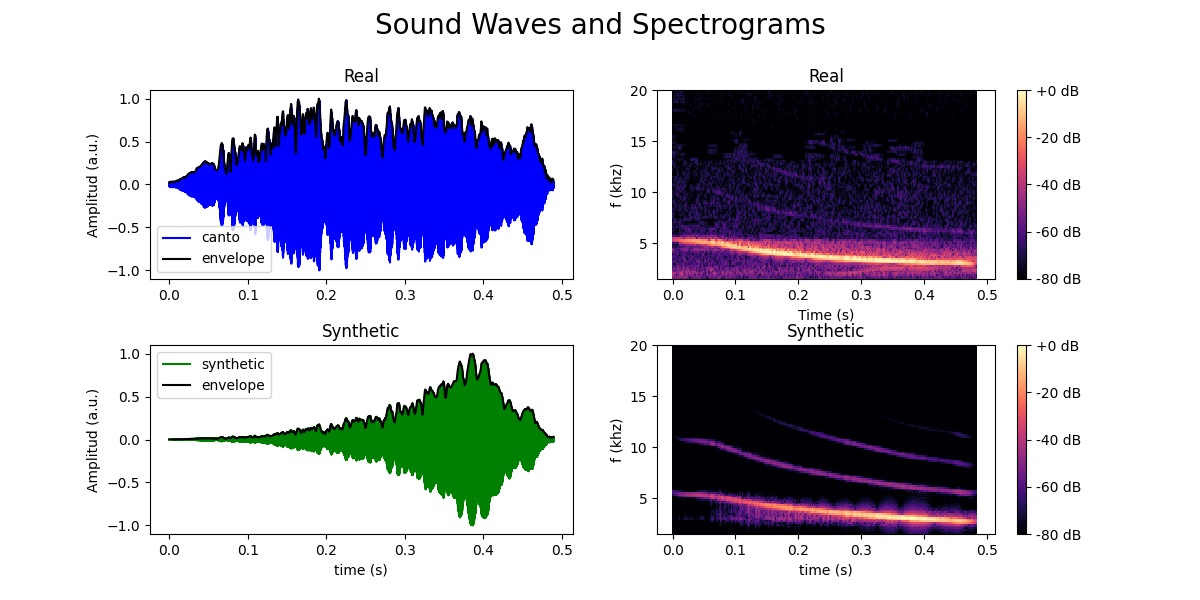 Sound Waves and Spectrograms
Real
1.0
0.5
0.0
−0.5
−1.0
Amplitud (a.u.)
canto
envelope
0.0 0.1 0.2 0.3 0.4 0.5
Real
20
15
10
5
f (khz)
0.0 0.1 0.2 0.3 0.4 0.5
Time (s)
+0 dB
-20 dB
-40 dB
-60 dB
-80 dB
Synthetic
1.0
0.5
0.0
−0.5
−1.0
Amplitud (a.u.)
synthetic
envelope
0.0 0.1 0.2 0.3 0.4 0.5
time (s)
Synthetic
20
15
10
5
f (khz)
0.0 0.1 0.2 0.3 0.4 0.5
time (s)
+0 dB
-20 dB
-40 dB
-60 dB
-80 dB